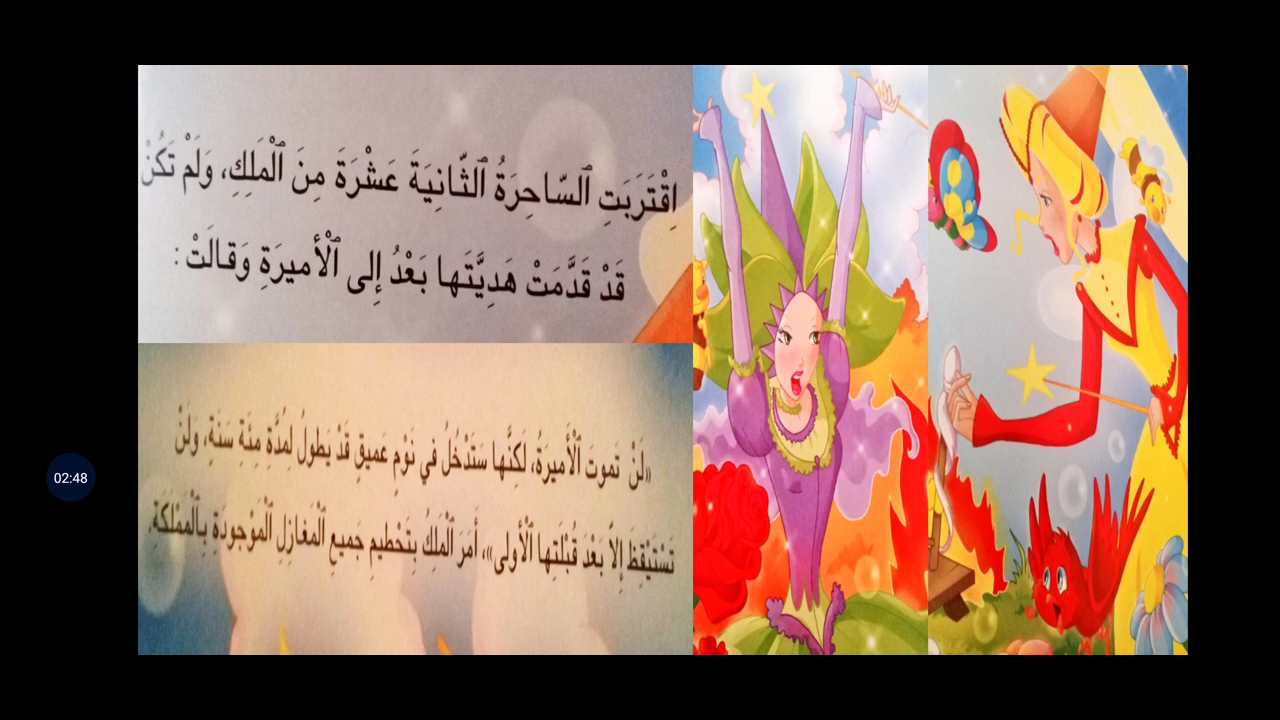 اِقْتَرَبَتِ ٱلسّاحِرَةُ ٱلثّانِيَةَ عَشْرَةَ مِنَ ٱلْمَلِكِ، وَلَمْ تَكُنْ
قَدْ قَدَّمَتْ هَدِيَّتَها بَعْدُ إِلى ٱلْأَميرَةِ وَقالَتْ :
«لَنْ تَموتَ ٱلْأَميرَةُ، لَكِنَّها سَتَدْخُلُ في نَوْمٍ عَميقٍ قَدْ يَطولُ لِمُدَّةِ مِئَةِ سَنَةٍ، وَلَنْ
تَسْتَيْقِظَ إِلاَّ بَعْدَ قُبْلَتِها ٱلْأولى»، أَمَرَ ٱلْمَلِكُ بِتَحْطيمِ جَميعِ ٱلْمَغازِلِ ٱلْمَوْجودَةِ بِٱلْمَمْلَكَةِ.
02:48